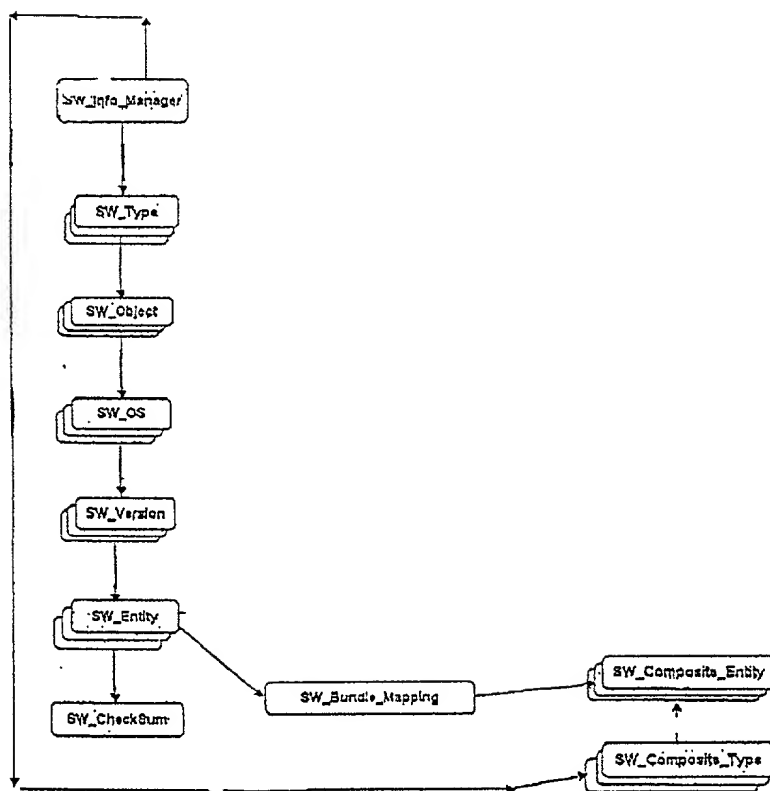 SW_Info_Manager
SW_Type
SW_Object
SW_OS
SW_Version
SW_Entity
SW_Composite_Entity
SW_Bundle_Mapping
SW_CheckSum
SW_Composite_Type